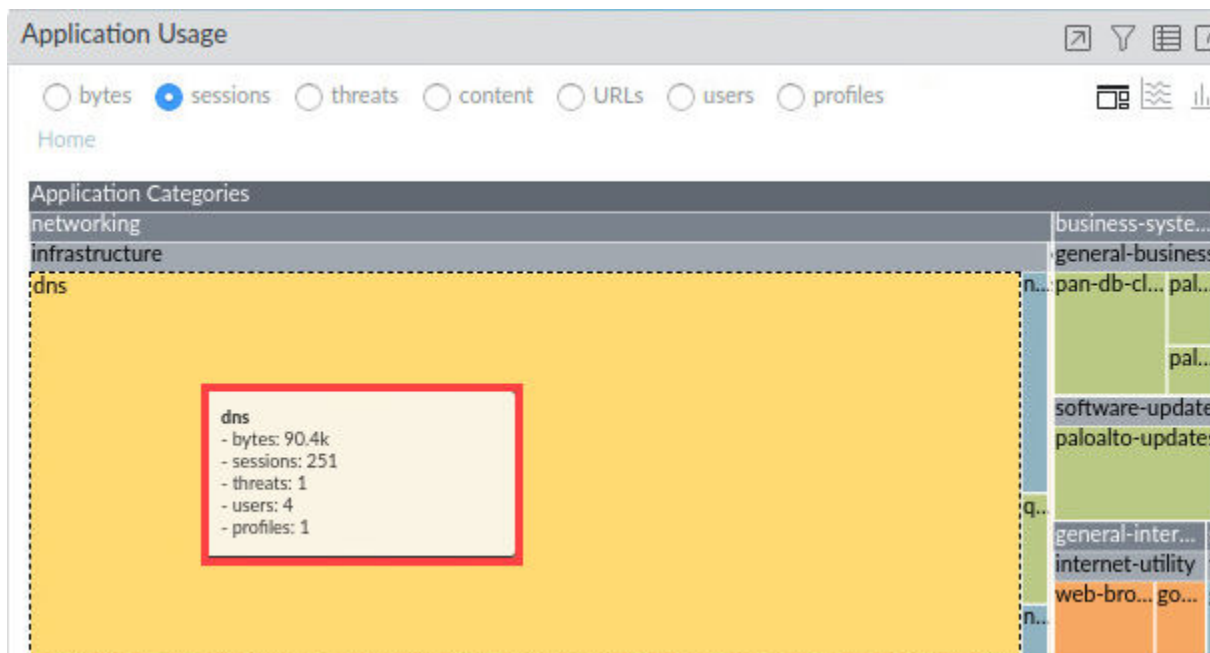 Application Usage
bytes sessions threats content URLs users profiles
Home
Application Categories
networking
business-syste...
infrastructure
general-business
dns
n...
pan-db-cl...
pal...
pal...
software-update
paloalto-updates
dns
- bytes: 90.4k
- sessions: 251
- threats: 1
- users: 4
- profiles: 1
q...
general-inter...
internet-utility
web-bro...
go...
n...